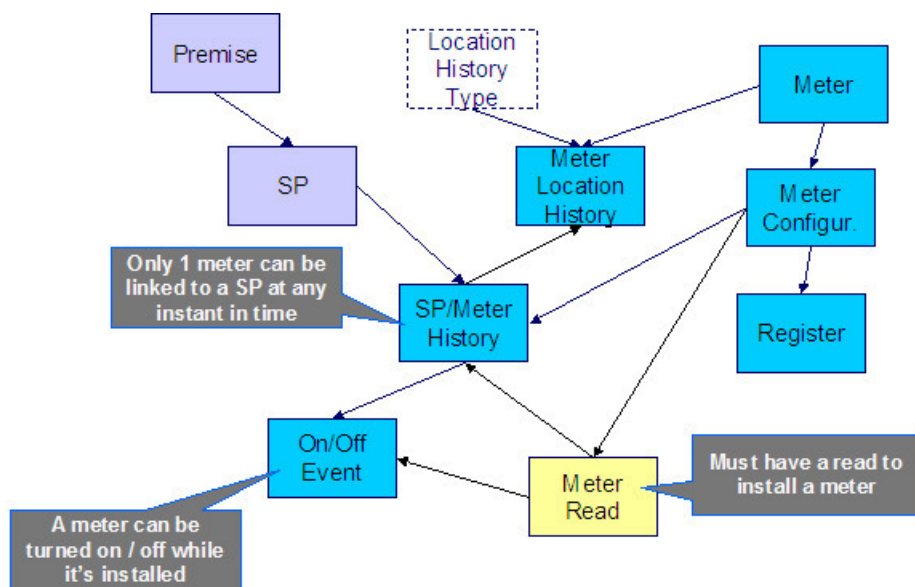 Premise
Location
History
Type
Meter
SP
Meter
Location
History
Meter
Configur.
Only 1 meter can be
linked to a SP at any
instant in time
SP/Meter
History
Register
On/Off
Event
Meter
Read
Must have a read to
install a meter
A meter can be
turned on / off while
it's installed